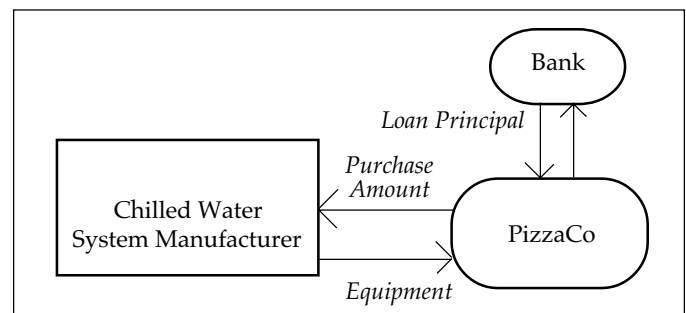 Bank
Loan Principal
Purchase
Amount
Chilled Water
System Manufacturer
PizzaCo
Equipment